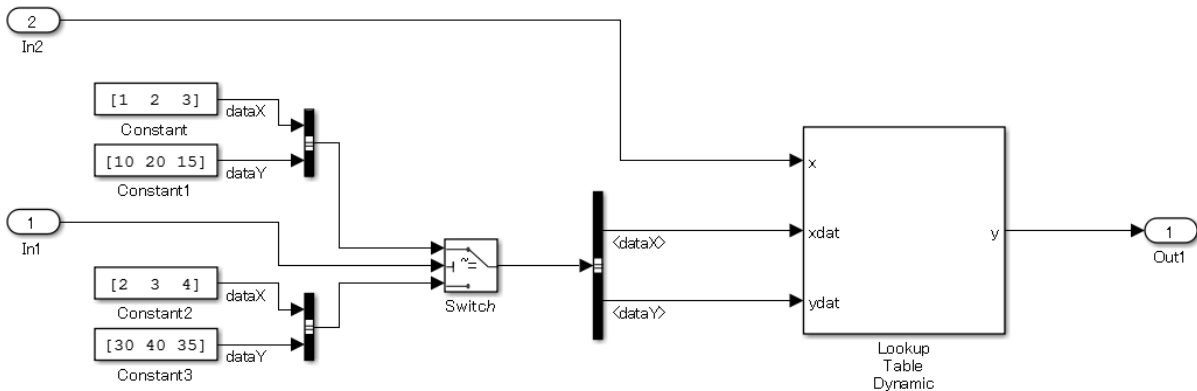 2
In2
[1 2 3]
dataX
Constant
[10 20 15]
dataY
Constant1
1
In1
[2 3 4]
dataX
Constant2
[30 40 35]
dataY
Constant3
~=
Switch
<dataX>
<dataY>
x
xdat
ydat
y
Lookup
Table
Dynamic
1
Out1